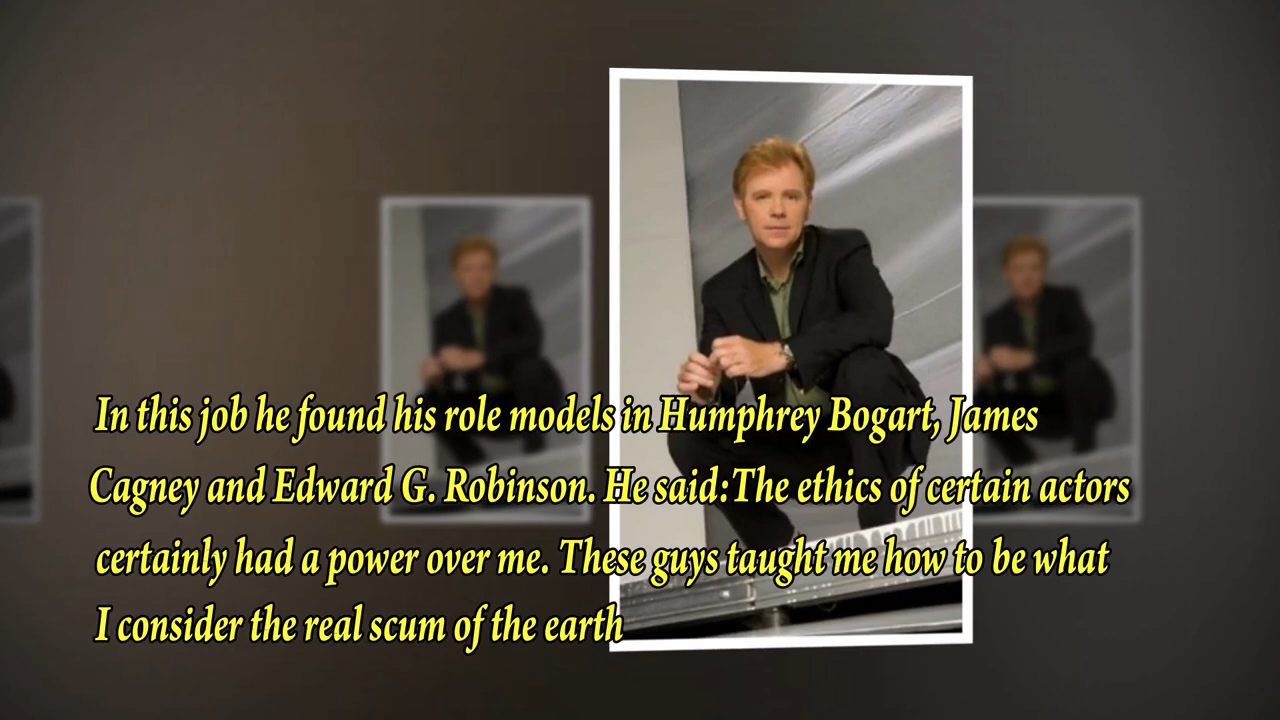 In this job he found his role models in Humphrey Bogart, James
Cagney and Edward G. Robinson. He said:The ethics of certain actors
certainly had a power over me. These guys taught me how to be what
I consider the real scum of the earth